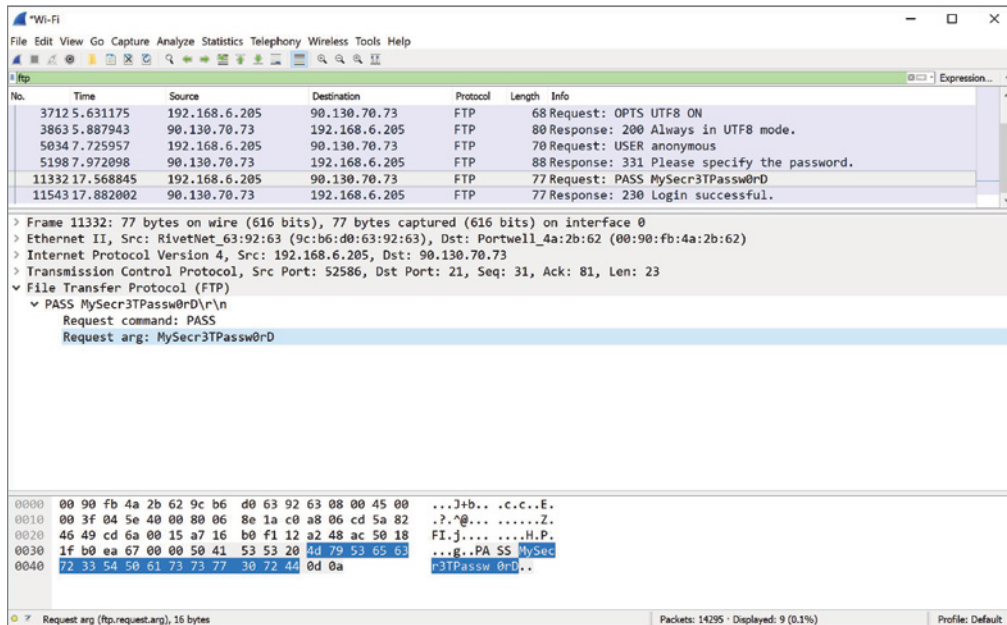 *Wi-Fi
File Edit View Go Capture Analyze Statistics Telephony Wireless Tools Help
ftp Expression...
No. Time Source Destination Protocol Length Info
3712 5.631175 192.168.6.205 90.130.70.73 FTP 68 Request: OPTS UTF8 ON
3863 5.887943 90.130.70.73 192.168.6.205 FTP 80 Response: 200 Always in UTF8 mode.
5034 7.725957 192.168.6.205 90.130.70.73 FTP 70 Request: USER anonymous
5198 7.972098 90.130.70.73 192.168.6.205 FTP 88 Response: 331 Please specify the password.
11332 17.568845 192.168.6.205 90.130.70.73 FTP 77 Request: PASS MySecr3TPassw0rD
11543 17.882002 90.130.70.73 192.168.6.205 FTP 77 Response: 230 Login successful.
> Frame 11332: 77 bytes on wire (616 bits), 77 bytes captured (616 bits) on interface 0
> Ethernet II, Src: RivetNet_63:92:63 (9c:b6:d0:63:92:63), Dst: Portwell_4a:2b:62 (00:90:fb:4a:2b:62)
> Internet Protocol Version 4, Src: 192.168.6.205, Dst: 90.130.70.73
> Transmission Control Protocol, Src Port: 52586, Dst Port: 21, Seq: 31, Ack: 81, Len: 23
File Transfer Protocol (FTP)
PASS MySecr3TPassw0rD\r\n
Request command: PASS
Request arg: MySecr3TPassw0rD
0000 00 90 fb 4a 2b 62 9c b6 d0 63 92 63 08 00 45 00 ...J+b.. .c.c..E.
0010 00 3f 04 5e 40 00 80 06 8e 1a c0 a8 06 cd 5a 82 .?.^@... ......Z.
0020 46 49 cd 6a 00 15 a7 16 b0 f1 12 a2 48 ac 50 18 FI.j.... ....H.P.
0030 1f b0 ea 67 00 00 50 41 53 53 20 4d 79 53 65 63 ...g..PA SS MySec
0040 72 33 54 50 61 73 73 77 30 72 44 0d 0a r3TPassw 0rD..
Request arg (ftp.request.arg), 16 bytes Packets: 14295 · Displayed: 9 (0.1%) Profile: Default